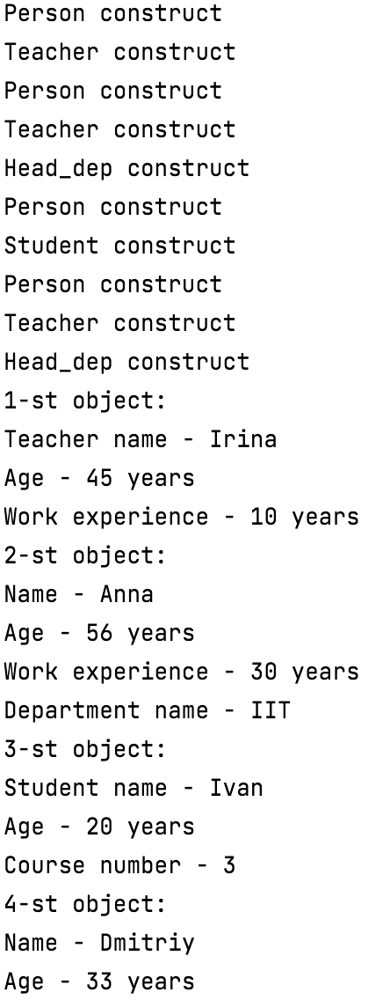 Person construct
Teacher construct
Person construct
Teacher construct
Head_dep construct
Person construct
Student construct
Person construct
Teacher construct
Head_dep construct
1-st object:
Teacher name - Irina
Age - 45 years
Work experience - 10 years
2-st object:
Name - Anna
Age - 56 years
Work experience - 30 years
Department name - IIT
3-st object:
Student name - Ivan
Age - 20 years
Course number - 3
4-st object:
Name - Dmitriy
Age - 33 years